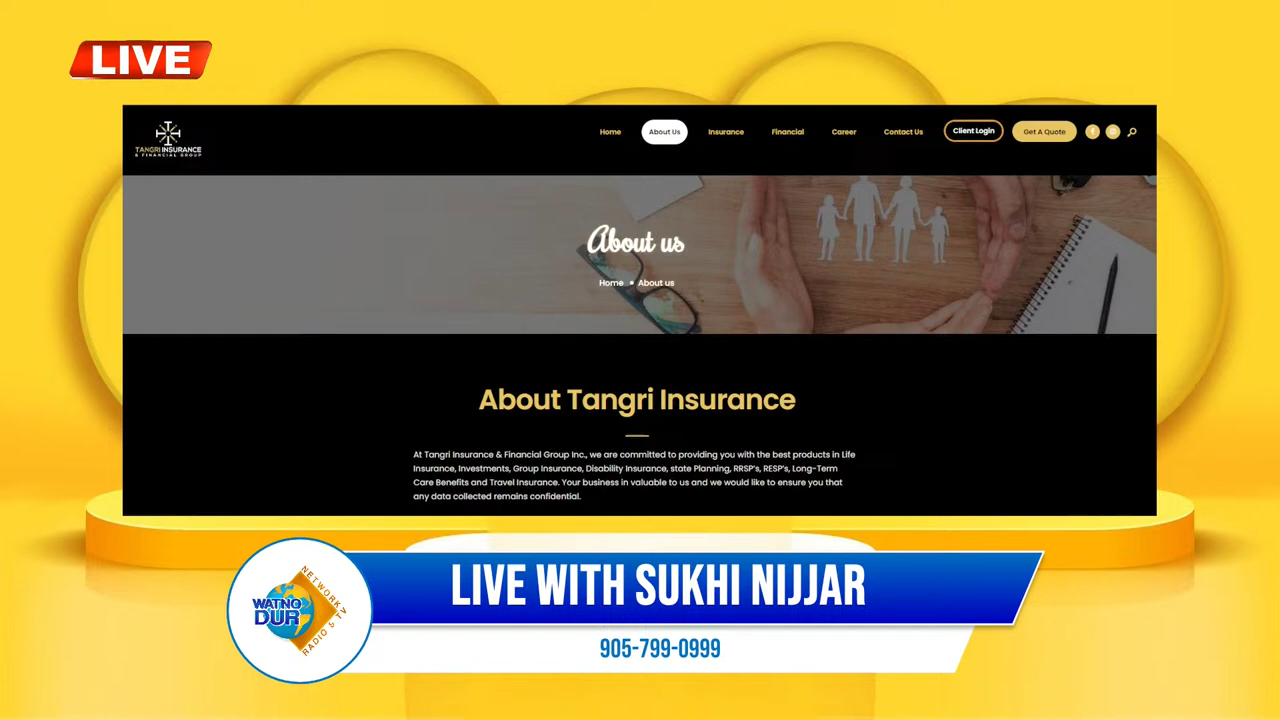 LIVE
TANGRI INSURANCE
& FINANCIAL GROUP
Home About Us Insurance Financial Career Contact Us Client Login Get A Quote
About us
Home • About us
About Tangri Insurance
At Tangri Insurance & Financial Group Inc., we are committed to providing you with the best products in Life
Insurance, Investments, Group Insurance, Disability Insurance, state Planning, RRSP's, RESP's, Long-Term
Care Benefits and Travel Insurance. Your business in valuable to us and we would like to ensure you that
any data collected remains confidential.
WATNO
DUR
NETWORK
RADIO & TV
LIVE WITH SUKHI NIJJAR
905-799-0999